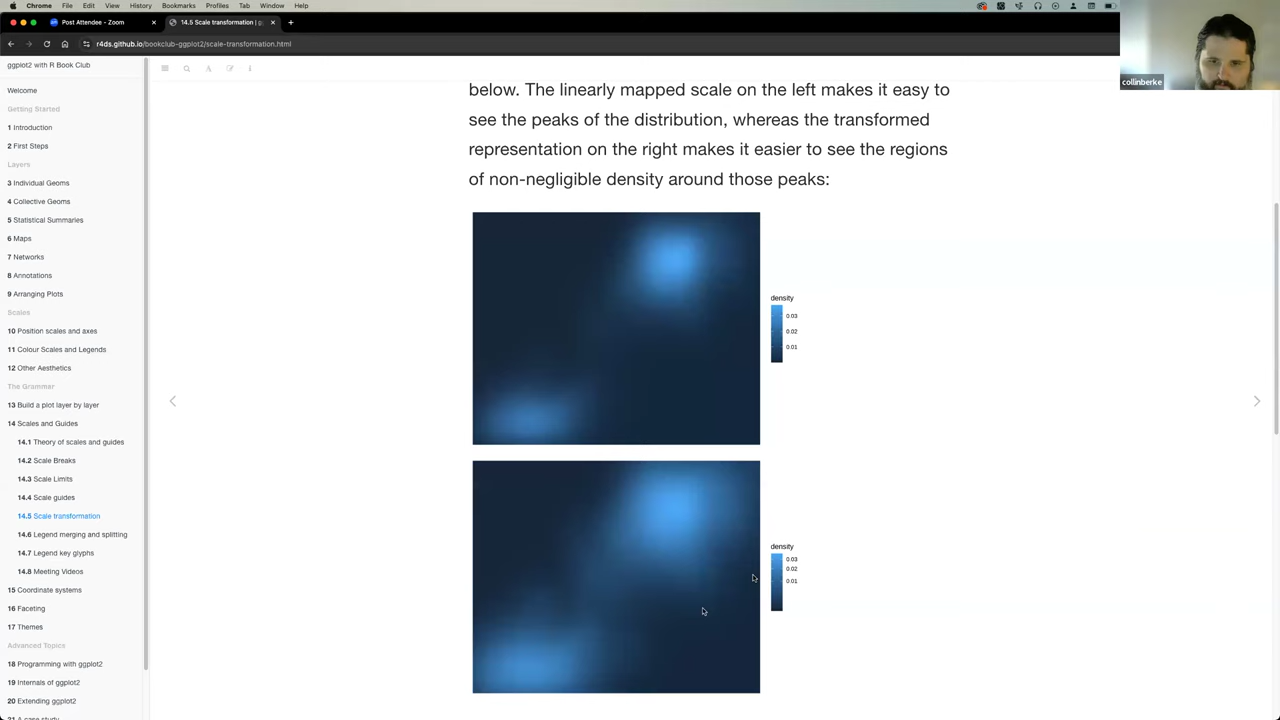 Chrome File Edit View History Bookmarks Profiles Tab Window Help
Post Attendee - Zoom
14.5 Scale transformation | g
r4ds.github.io/bookclub-ggplot2/scale-transformation.html
collinberke
ggplot2 with R Book Club
Welcome
Getting Started
1 Introduction
2 First Steps
Layers
3 Individual Geoms
4 Collective Geoms
5 Statistical Summaries
6 Maps
7 Networks
8 Annotations
9 Arranging Plots
Scales
10 Position scales and axes
11 Colour Scales and Legends
12 Other Aesthetics
The Grammar
13 Build a plot layer by layer
14 Scales and Guides
14.1 Theory of scales and guides
14.2 Scale Breaks
14.3 Scale Limits
14.4 Scale guides
14.5 Scale transformation
14.6 Legend merging and splitting
14.7 Legend key glyphs
14.8 Meeting Videos
15 Coordinate systems
16 Faceting
17 Themes
Advanced Topics
18 Programming with ggplot2
19 Internals of ggplot2
20 Extending ggplot2
21 A case study
below. The linearly mapped scale on the left makes it easy to
see the peaks of the distribution, whereas the transformed
representation on the right makes it easier to see the regions
of non-negligible density around those peaks:
density
0.03
0.02
0.01
density
0.03
0.02
0.01